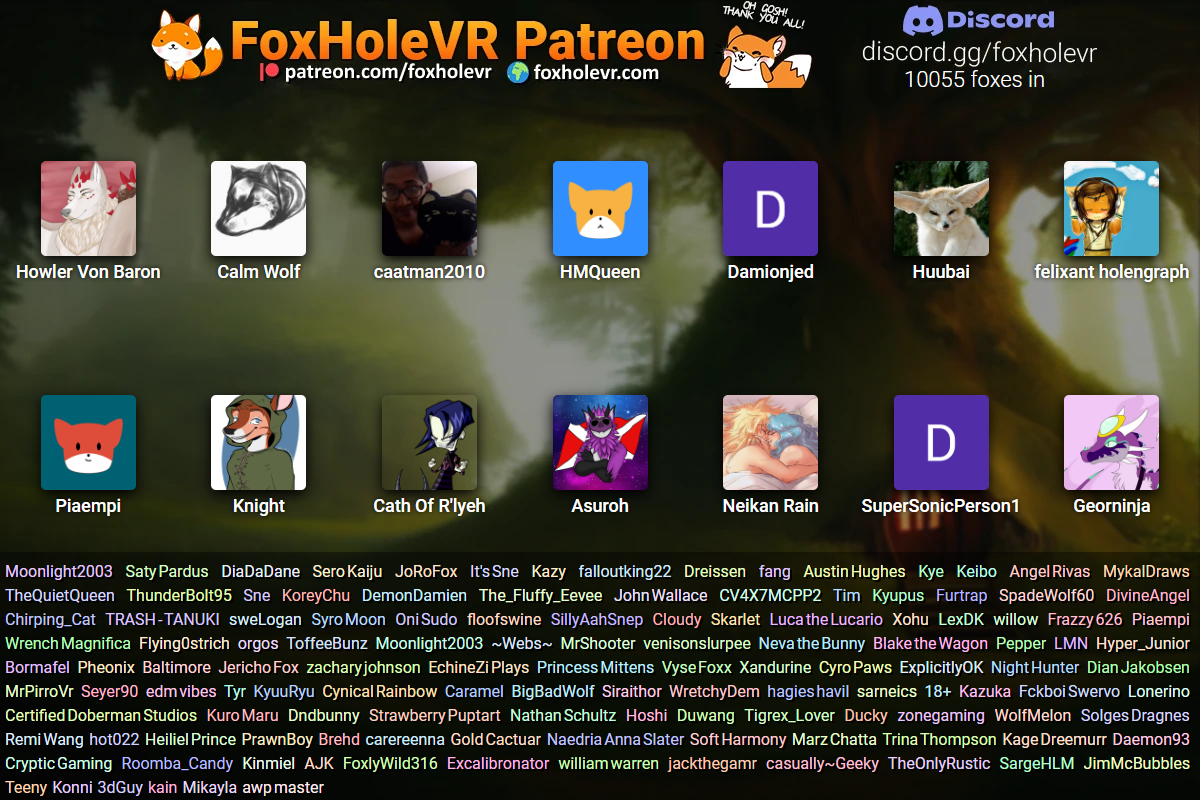 FoxHoleVR Patreon
patreon.com/foxholevr foxholevr.com
OH GOSH!
THANK YOU ALL!
Discord
discord.gg/foxholevr
10055 foxes in
D
Howler Von Baron Calm Wolf caatman2010 HMQueen Damionjed Huubai felixant holengraph
D
Piaempi Knight Cath Of R'lyeh Asuroh Neikan Rain SuperSonicPerson1 Georninja
Moonlight2003 Saty Pardus DiaDaDane Sero Kaiju JoRoFox It's Sne Kazy falloutking22 Dreissen fang Austin Hughes Kye Keibo Angel Rivas MykalDraws
TheQuietQueen ThunderBolt95 Sne KoreyChu DemonDamien The_Fluffy_Eevee John Wallace CV4X7MCPP2 Tim Kyupus Furtrap SpadeWolf60 DivineAngel
Chirping_Cat TRASH-TANUKI sweLogan Syro Moon Oni Sudo floofswine SillyAahSnep Cloudy Skarlet Luca the Lucario Xohu LexDK willow Frazzy 626 Piaempi
Wrench Magnifica Flying0strich orgos ToffeeBunz Moonlight2003 ~Webs~ MrShooter venisonslurpee Neva the Bunny Blake the Wagon Pepper LMN Hyper_Junior
Bormafel Pheonix Baltimore Jericho Fox zachary johnson EchineZi Plays Princess Mittens Vyse Foxx Xandurine Cyro Paws ExplicitlyOK Night Hunter Dian Jakobsen
MrPirroVr Seyer90 edm vibes Tyr KyuuRyu Cynical Rainbow Caramel BigBadWolf Siraithor WretchyDem hagies havil sarneics 18+ Kazuka Fckboi Swervo Lonerino
Certified Doberman Studios Kuro Maru Dndbunny Strawberry Puptart Nathan Schultz Hoshi Duwang Tigrex_Lover Ducky zonegaming WolfMelon Solges Dragnes
Remi Wang hot022 Heiliel Prince PrawnBoy Brehd carereenna Gold Cactuar Naedria Anna Slater Soft Harmony Marz Chatta Trina Thompson Kage Dreemurr Daemon93
Cryptic Gaming Roomba_Candy Kinmiel AJK FoxlyWild316 Excalibronator william warren jackthegamr casually~Geeky TheOnlyRustic SargeHLM JimMcBubbles
Teeny Konni 3dGuy kain Mikayla awp master